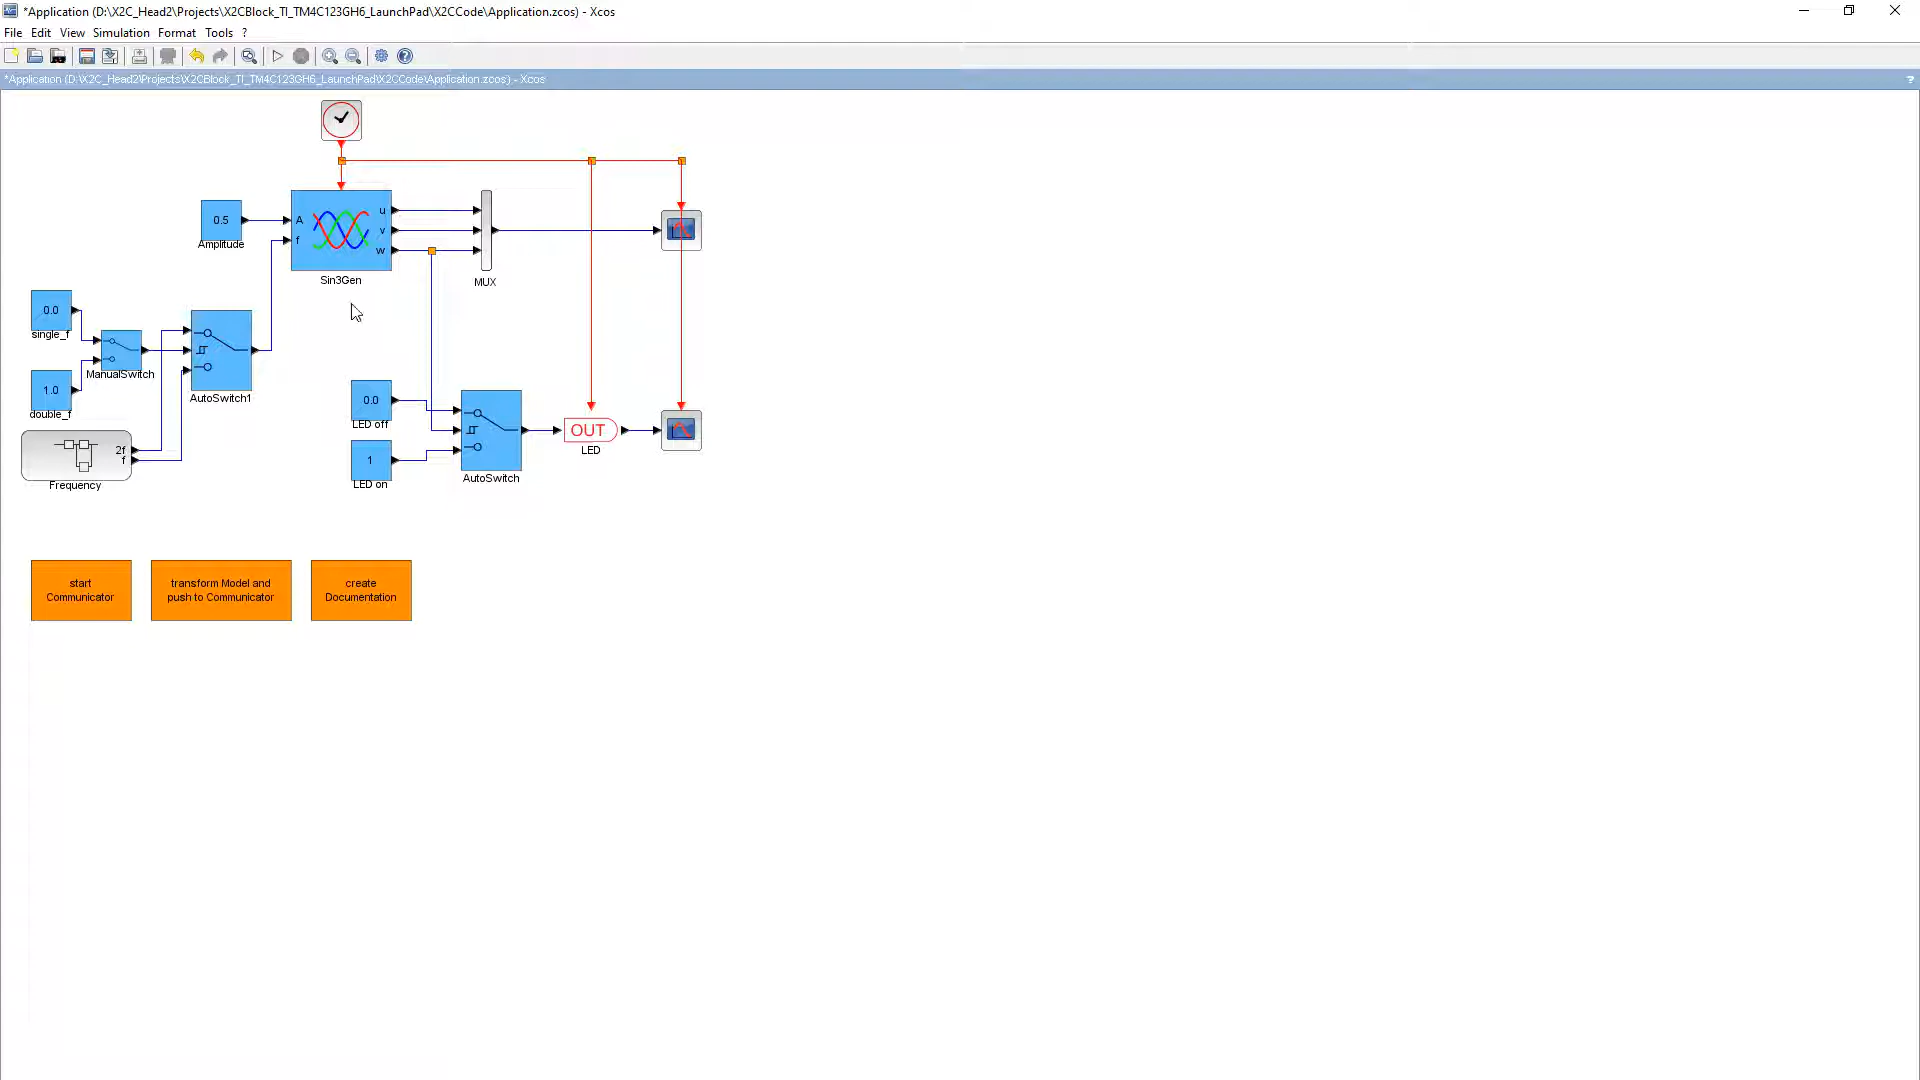 *Application (D:\X2C_Head2\Projects\X2CBlock_TI_TM4C123GH6_LaunchPad\X2CCode\Application.zcos) - Xcos
File Edit View Simulation Format Tools ?
*Application (D:\X2C_Head2\Projects\X2CBlock_TI_TM4C123GH6_LaunchPad\X2CCode\Application.zcos) - Xcos ?
0.5
Amplitude
A
f
u
v
w
Sin3Gen
MUX
0.0
single_f
ManualSwitch
1.0
double_f
AutoSwitch1
2f
f
Frequency
0.0
LED off
1
LED on
AutoSwitch
OUT
LED
start
Communicator
transform Model and
push to Communicator
create
Documentation